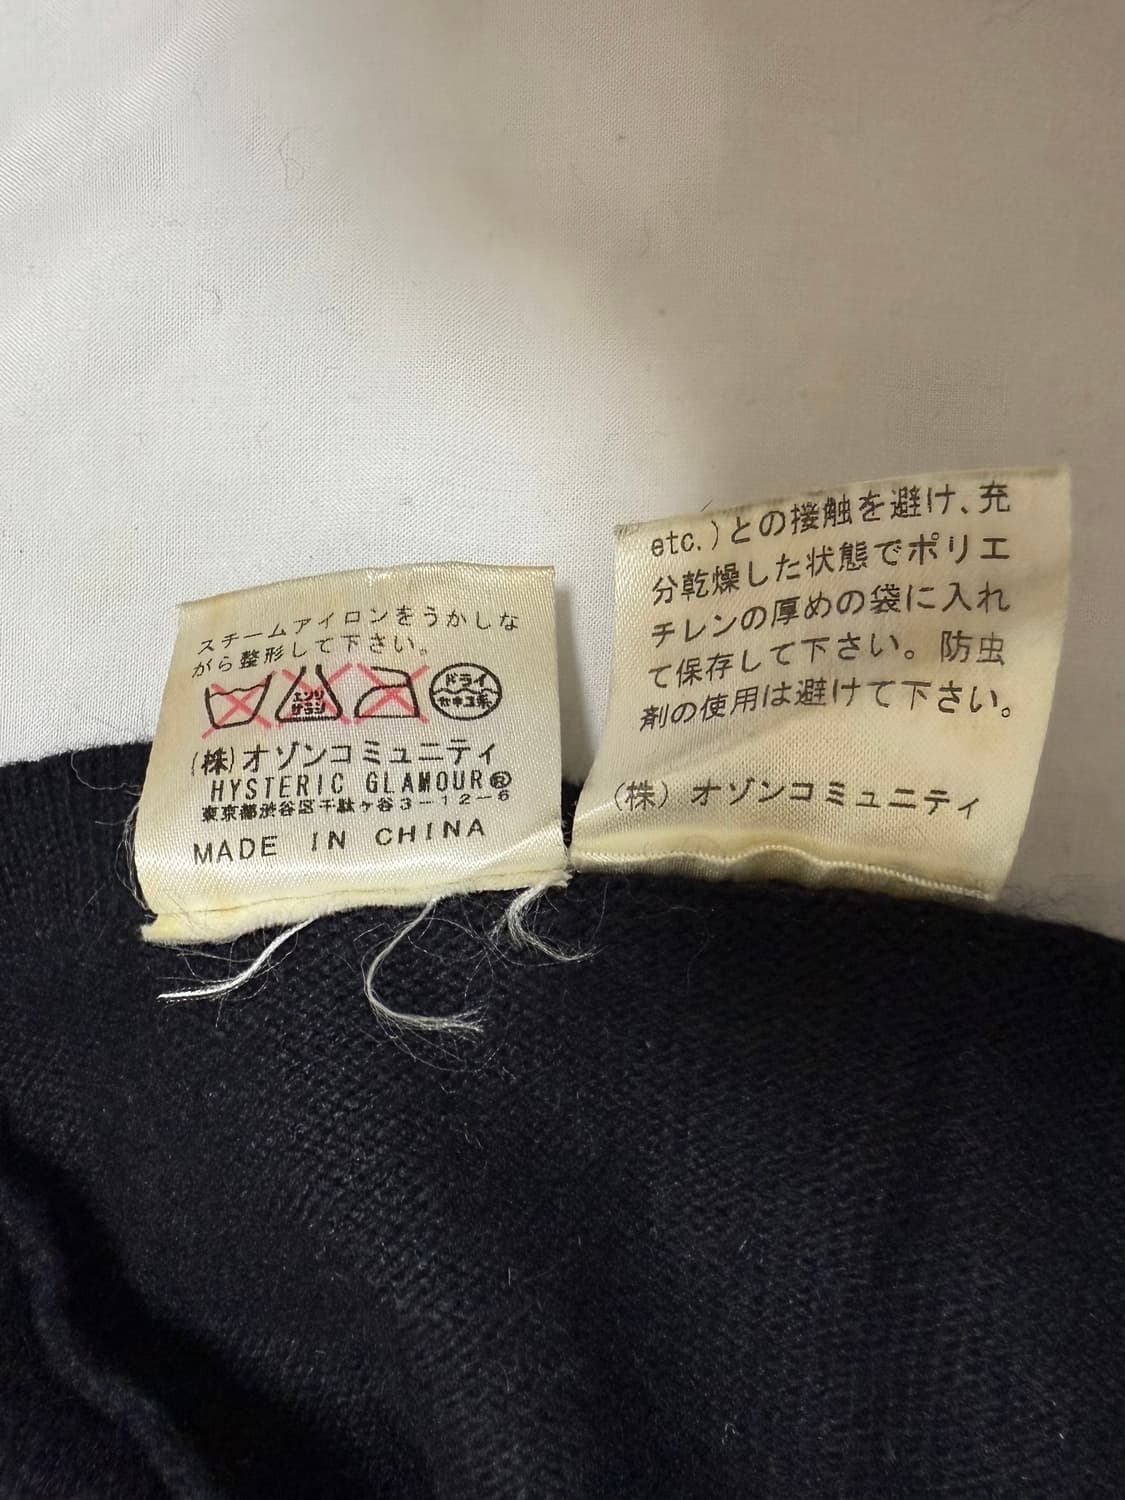 スチームアイロンをうかしな
がら整形して下さい。
エンソ
サラシ
ドライ
セキユ系
(株)オゾンコミュニティ
HYSTERIC GLAMOUR®
東京都渋谷区千駄ヶ谷3-12-6
MADE IN CHINA
etc.)との接触を避け、充
分乾燥した状態でポリエ
チレンの厚めの袋に入れ
て保存して下さい。防虫
剤の使用は避けて下さい。
(株)オゾンコミュニティ